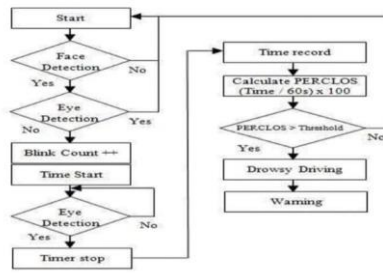 Start
Face
Detection
No
Yes
Eye
Detection
No
Yes
Blink Count ++
Time Start
Eye
Detection
No
Yes
Timer stop
Time record
Calculate PERCLOS
(Time / 60s) x 100
PERCLOS > Threshold
Yes
No
Drowsy Driving
Warning